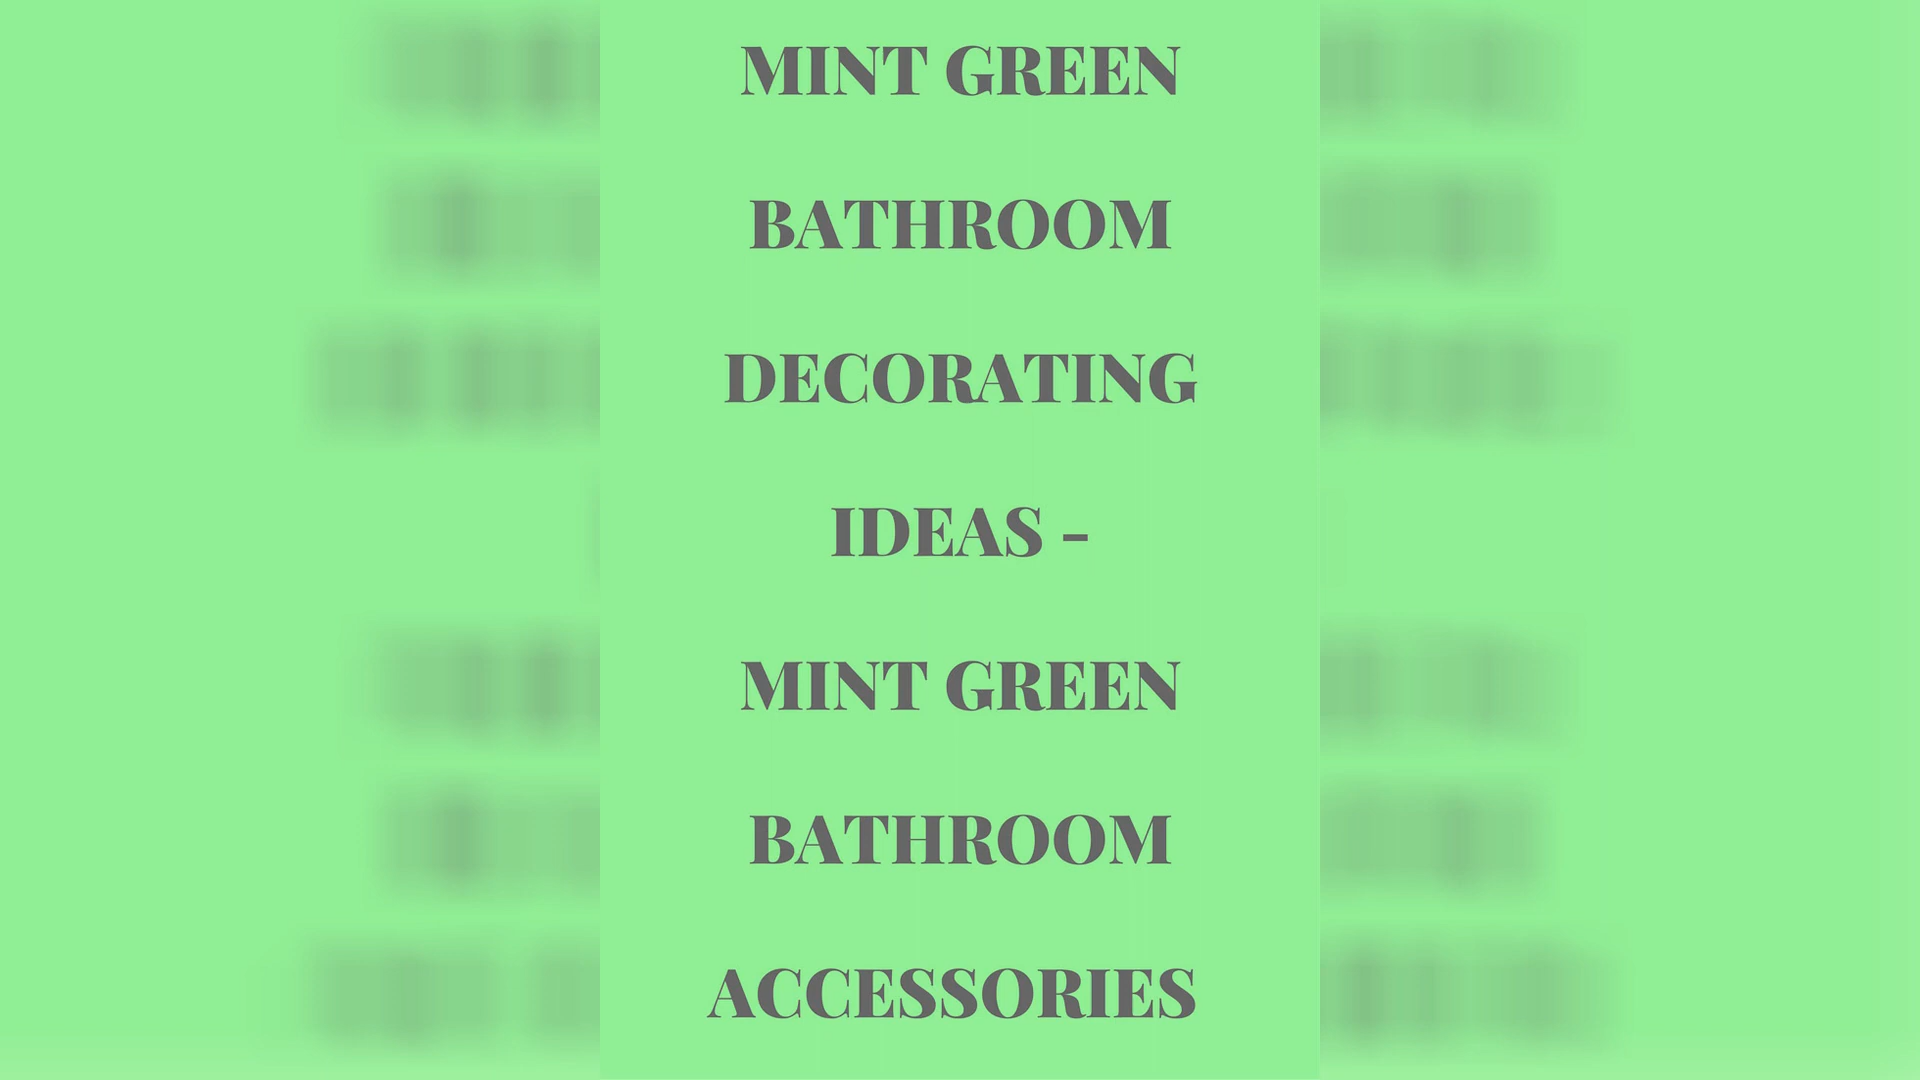 MINT GREEN
BATHROOM
DECORATING
IDEAS -
MINT GREEN
BATHROOM
ACCESSORIES